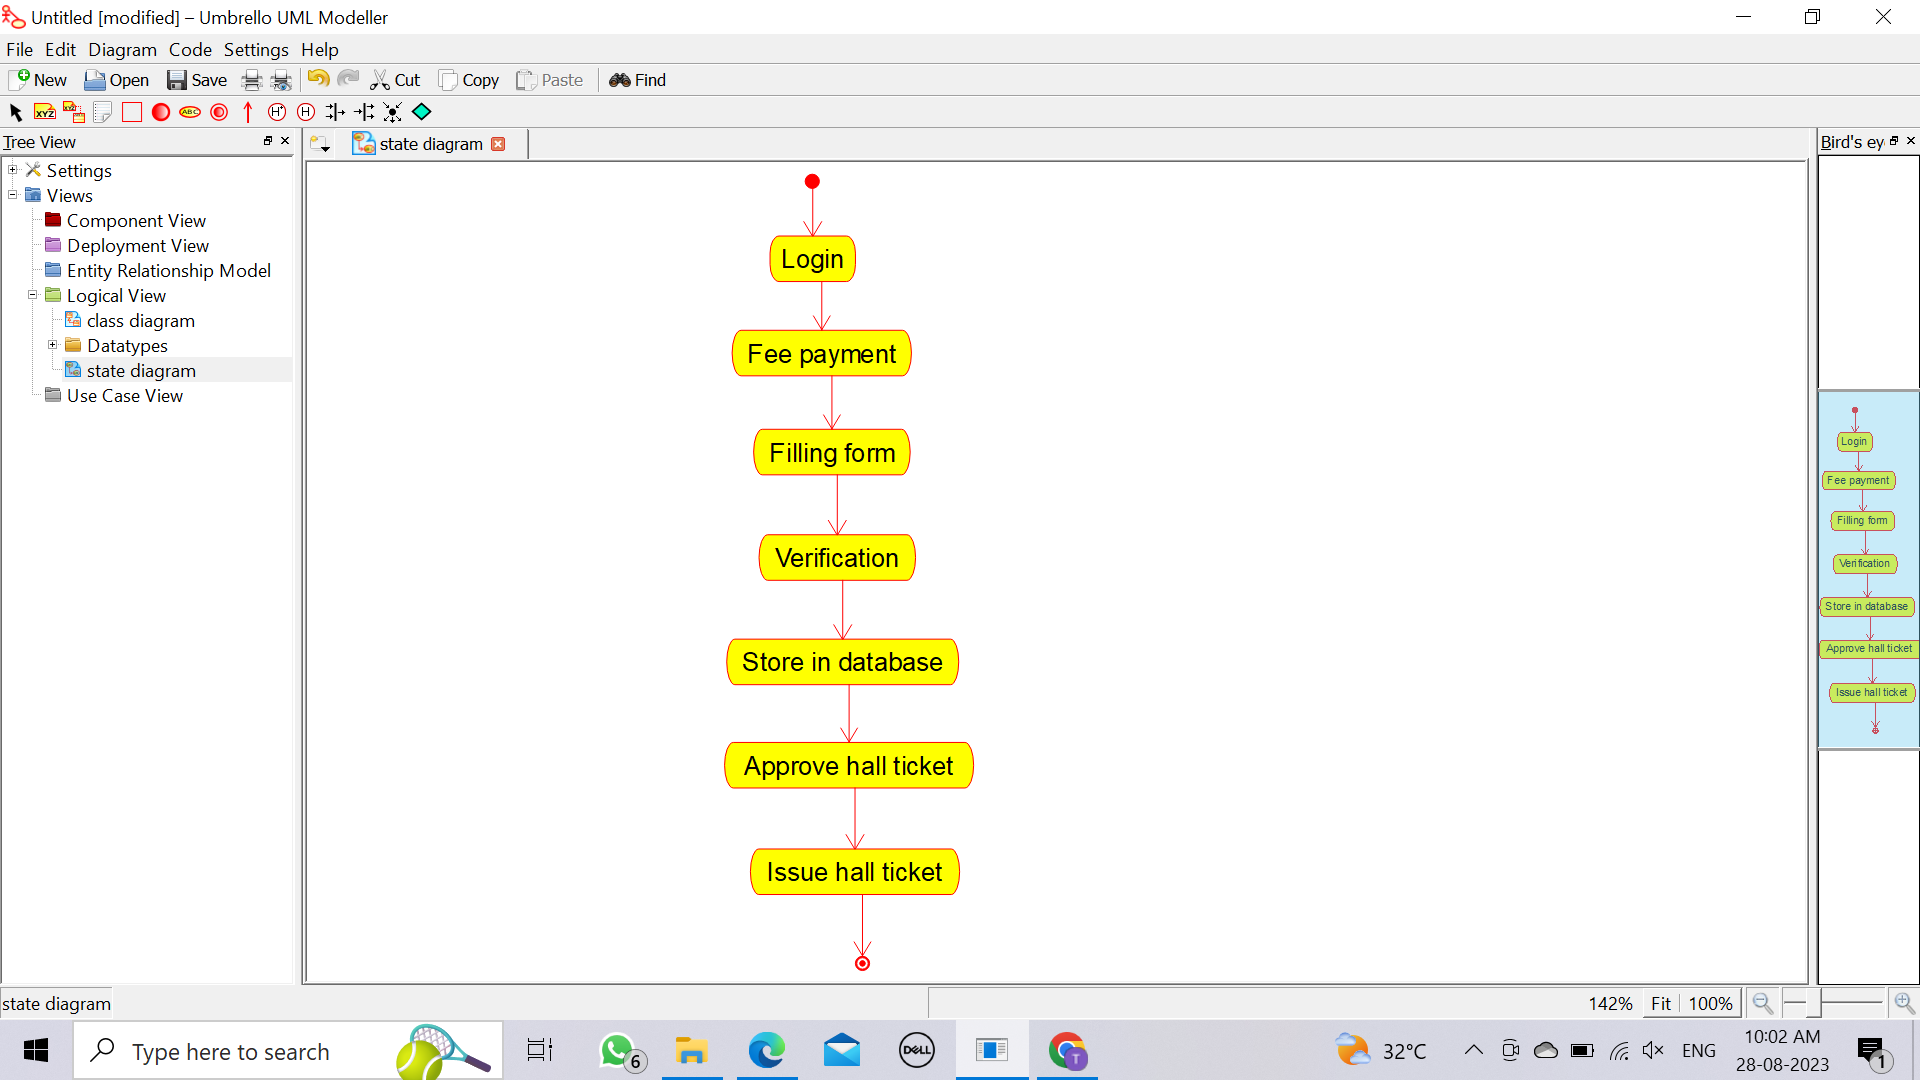 Untitled [modified] – Umbrello UML Modeller
File Edit Diagram Code Settings Help
New Open Save Cut Copy Paste Find
XYZ XYZ ABC H* H
Tree View
state diagram
Bird's ey
Settings
Views
Component View
Deployment View
Entity Relationship Model
Logical View
class diagram
Datatypes
state diagram
Use Case View
Login
Fee payment
Filling form
Verification
Store in database
Approve hall ticket
Issue hall ticket
Login
Fee payment
Filling form
Verification
Store in database
Approve hall ticket
Issue hall ticket
state diagram
142% Fit 100%
Type here to search
6
DELL
T
32°C
ENG
10:02 AM
28-08-2023
1